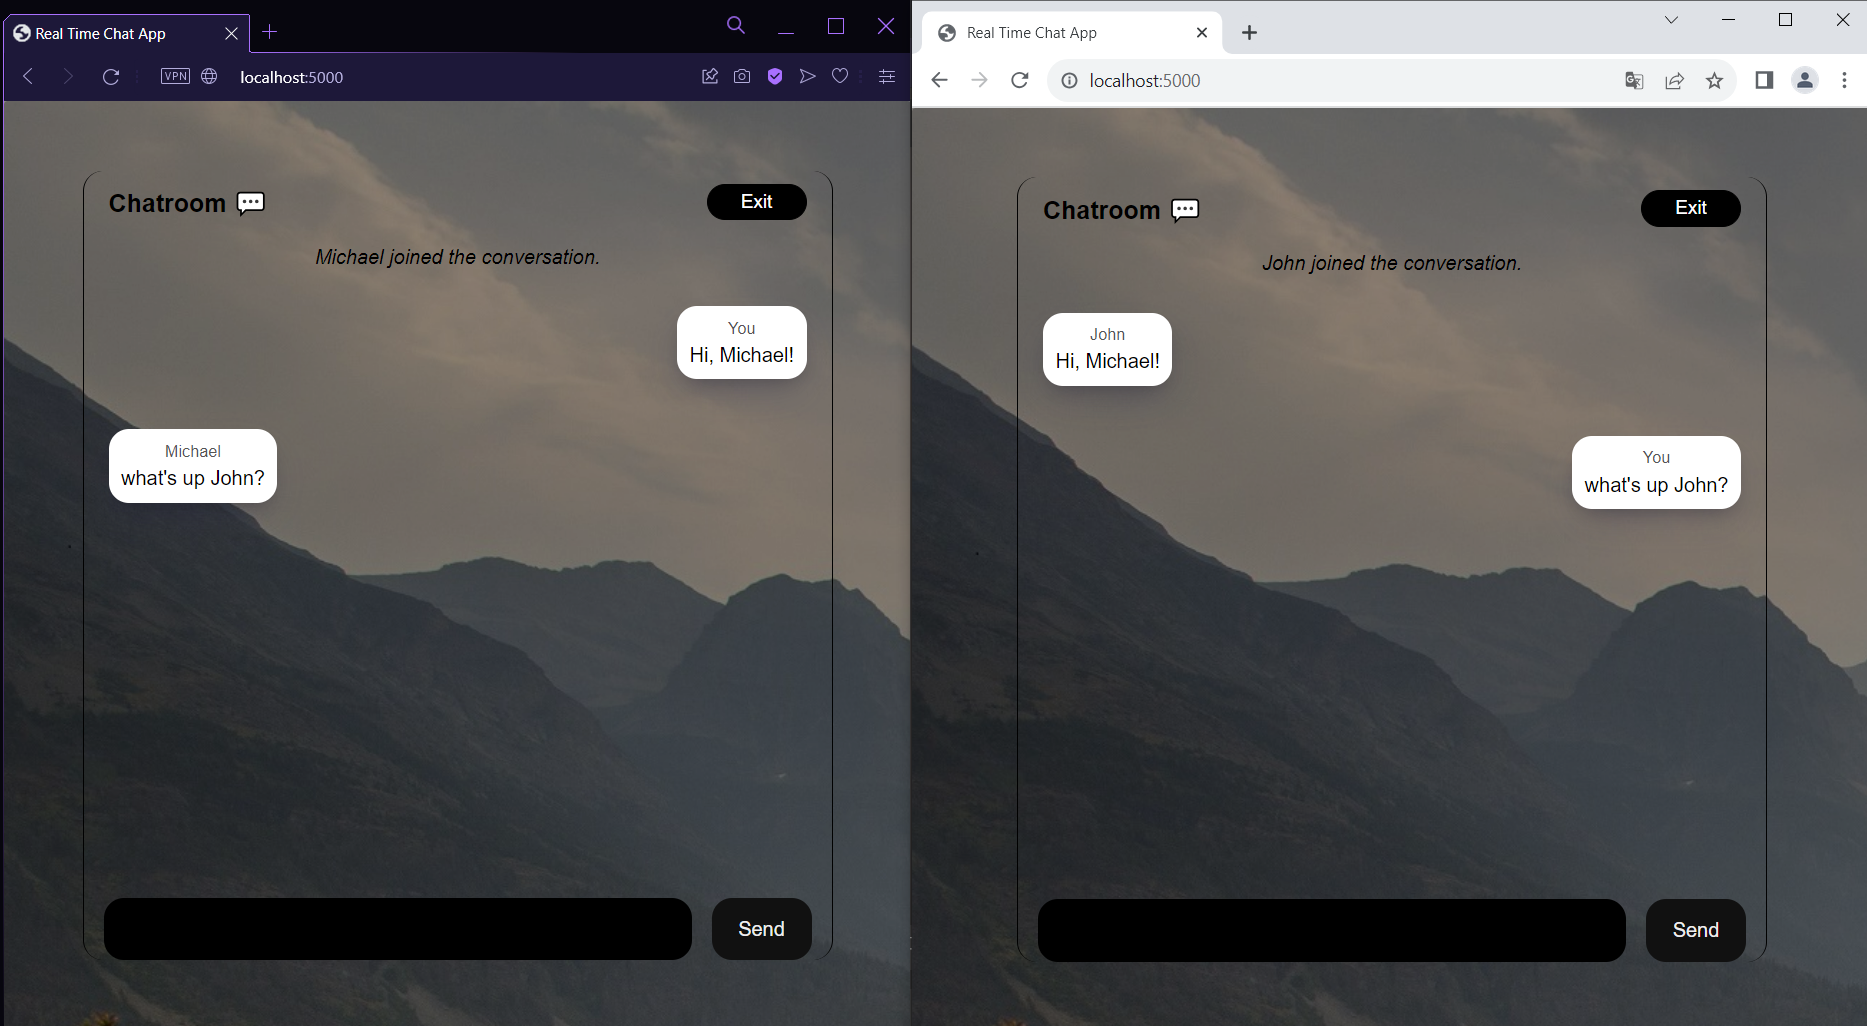 Real Time Chat App
VPN
localhost:5000
Chatroom 💬
Exit
Michael joined the conversation.
You
Hi, Michael!
Michael
what's up John?
Send
Real Time Chat App
localhost:5000
Chatroom 💬
Exit
John joined the conversation.
John
Hi, Michael!
You
what's up John?
Send